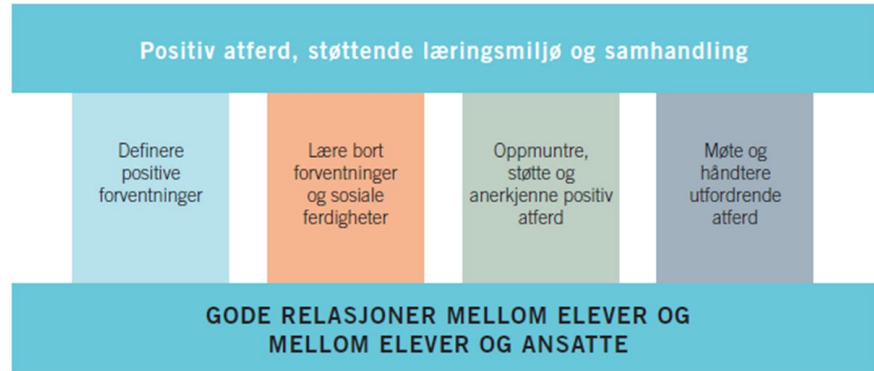 Positiv atferd, støttende læringsmiljø og samhandling
Definere
positive
forventninger
Lære bort
forventninger
og sosiale
ferdigheter
Oppmuntre,
støtte og
anerkjenne positiv
atferd
Møte og
håndtere
utfordrende
atferd
GODE RELASJONER MELLOM ELEVER OG
MELLOM ELEVER OG ANSATTE